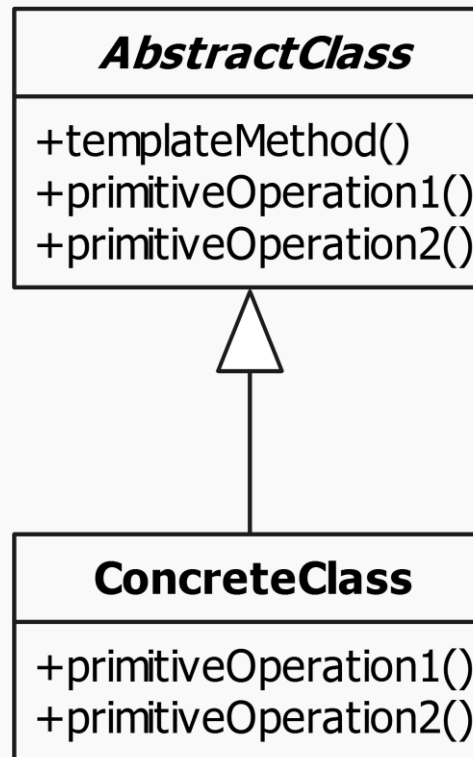 AbstractClass
+templateMethod()
+primitiveOperation1()
+primitiveOperation2()
ConcreteClass
+primitiveOperation1()
+primitiveOperation2()